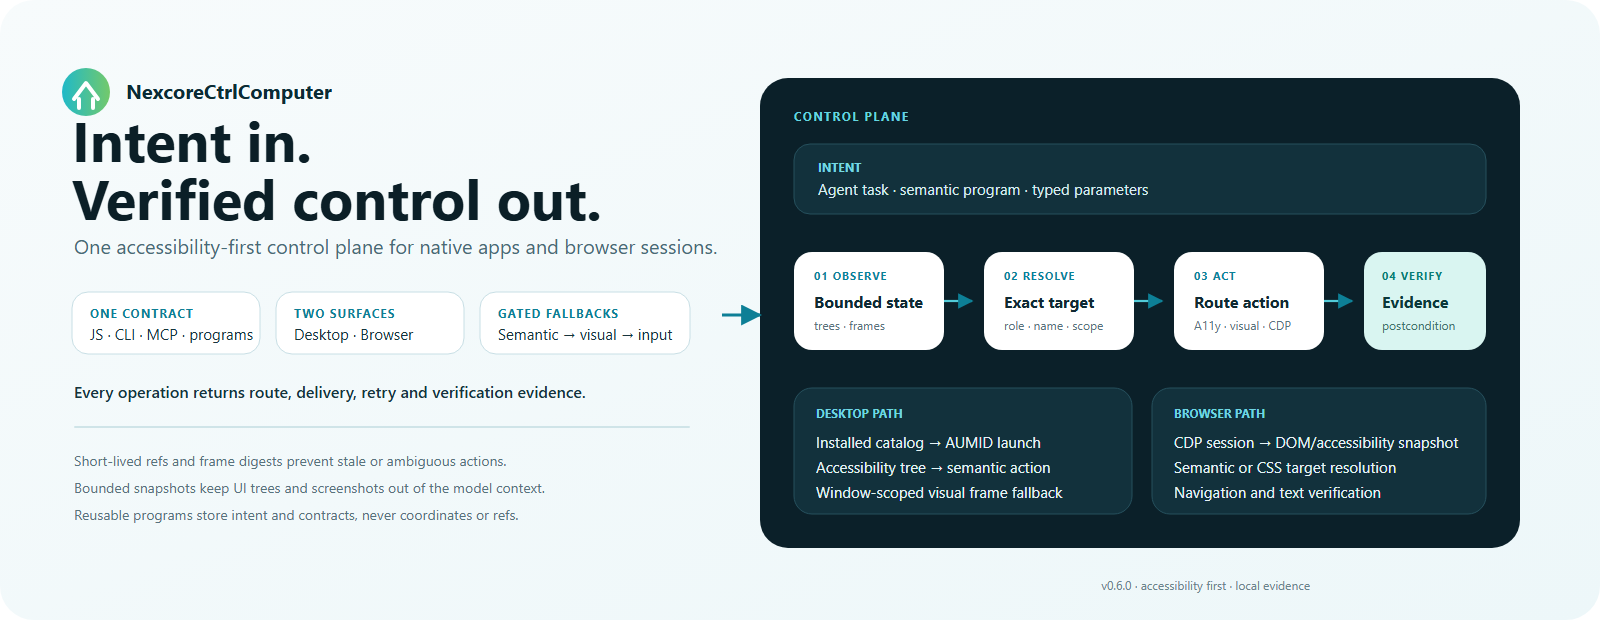 NexcoreCtrlComputer
Intent in.
Verified control out.
One accessibility-first control plane for native apps and browser sessions.
ONE CONTRACT
JS · CLI · MCP · programs
TWO SURFACES
Desktop · Browser
GATED FALLBACKS
Semantic → visual → input
Every operation returns route, delivery, retry and verification evidence.
Short-lived refs and frame digests prevent stale or ambiguous actions.
Bounded snapshots keep UI trees and screenshots out of the model context.
Reusable programs store intent and contracts, never coordinates or refs.
CONTROL PLANE
INTENT
Agent task · semantic program · typed parameters
01 OBSERVE
Bounded state
trees · frames
02 RESOLVE
Exact target
role · name · scope
03 ACT
Route action
A11y · visual · CDP
04 VERIFY
Evidence
postcondition
DESKTOP PATH
Installed catalog → AUMID launch
Accessibility tree → semantic action
Window-scoped visual frame fallback
BROWSER PATH
CDP session → DOM/accessibility snapshot
Semantic or CSS target resolution
Navigation and text verification
v0.6.0 · accessibility first · local evidence